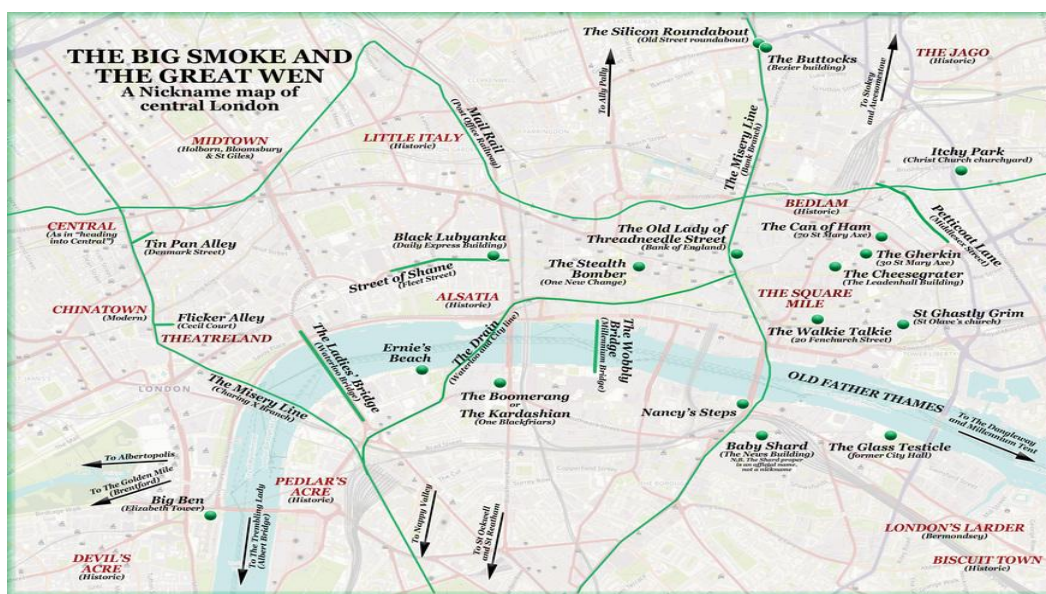 THE BIG SMOKE AND
THE GREAT WEN
A Nickname map of
central London
The Silicon Roundabout
(Old Street roundabout)
The Buttocks
(Bezier building)
THE JAGO
(Historic)
To Ally Pally
To Stokey
and Awesomestow
MIDTOWN
(Holborn, Bloomsbury
& St Giles)
LITTLE ITALY
(Historic)
Mail Rail
(Post Office Railway)
The Misery Line
(Bank Branch)
Itchy Park
(Christ Church churchyard)
BEDLAM
(Historic)
Petticoat Lane
(Middlesex Street)
CENTRAL
(As in "heading
into Central")
Tin Pan Alley
(Denmark Street)
Black Lubyanka
(Daily Express Building)
Street of Shame
(Fleet Street)
The Old Lady of
Threadneedle Street
(Bank of England)
The Can of Ham
(70 St Mary Axe)
The Gherkin
(30 St Mary Axe)
The Cheesegrater
(The Leadenhall Building)
The Stealth
Bomber
(One New Change)
ALSATIA
(Historic)
THE SQUARE
MILE
CHINATOWN
(Modern)
Flicker Alley
(Cecil Court)
THEATRELAND
St Ghastly Grim
(St Olave's church)
The Walkie Talkie
(20 Fenchurch Street)
The Ladies' Bridge
(Waterloo Bridge)
Ernie's
Beach
The Drain
(Waterloo and City line)
The Wobbly
Bridge
(Millennium Bridge)
LONDON
The Misery Line
(Charing X Branch)
The Boomerang
or
The Kardashian
(One Blackfriars)
OLD FATHER THAMES
Nancy's Steps
To The Dangleway
and Millennium Tent
Baby Shard
(The News Building)
N.B. The Shard proper
is an official name,
not a nickname
The Glass Testicle
(former City Hall)
To Albertopolis
To The Golden Mile
(Brentford)
Big Ben
(Elizabeth Tower)
PEDLAR'S
ACRE
(Historic)
To The Trembling Lady
(Albert Bridge)
To Nappy Valley
To St Ockwell
and St Reatham
DEVIL'S
ACRE
(Historic)
LONDON'S LARDER
(Bermondsey)
BISCUIT TOWN
(Historic)